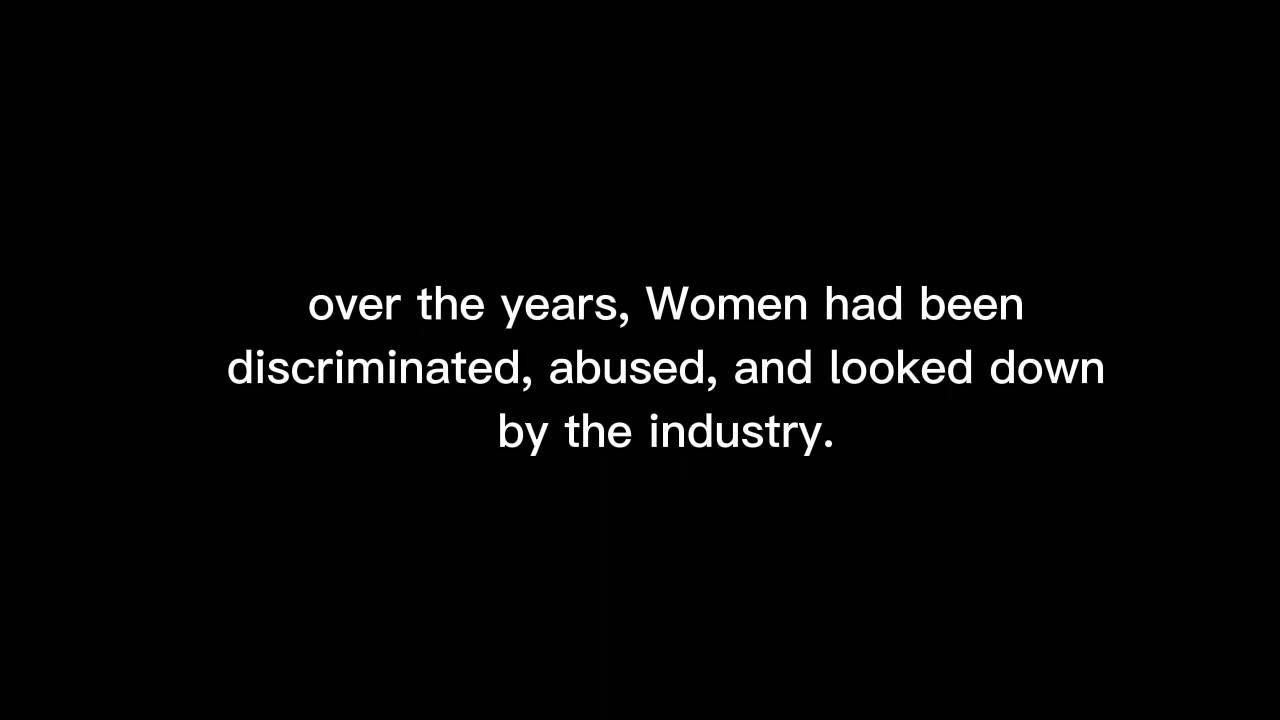 over the years, Women had been
discriminated, abused, and looked down
by the industry.